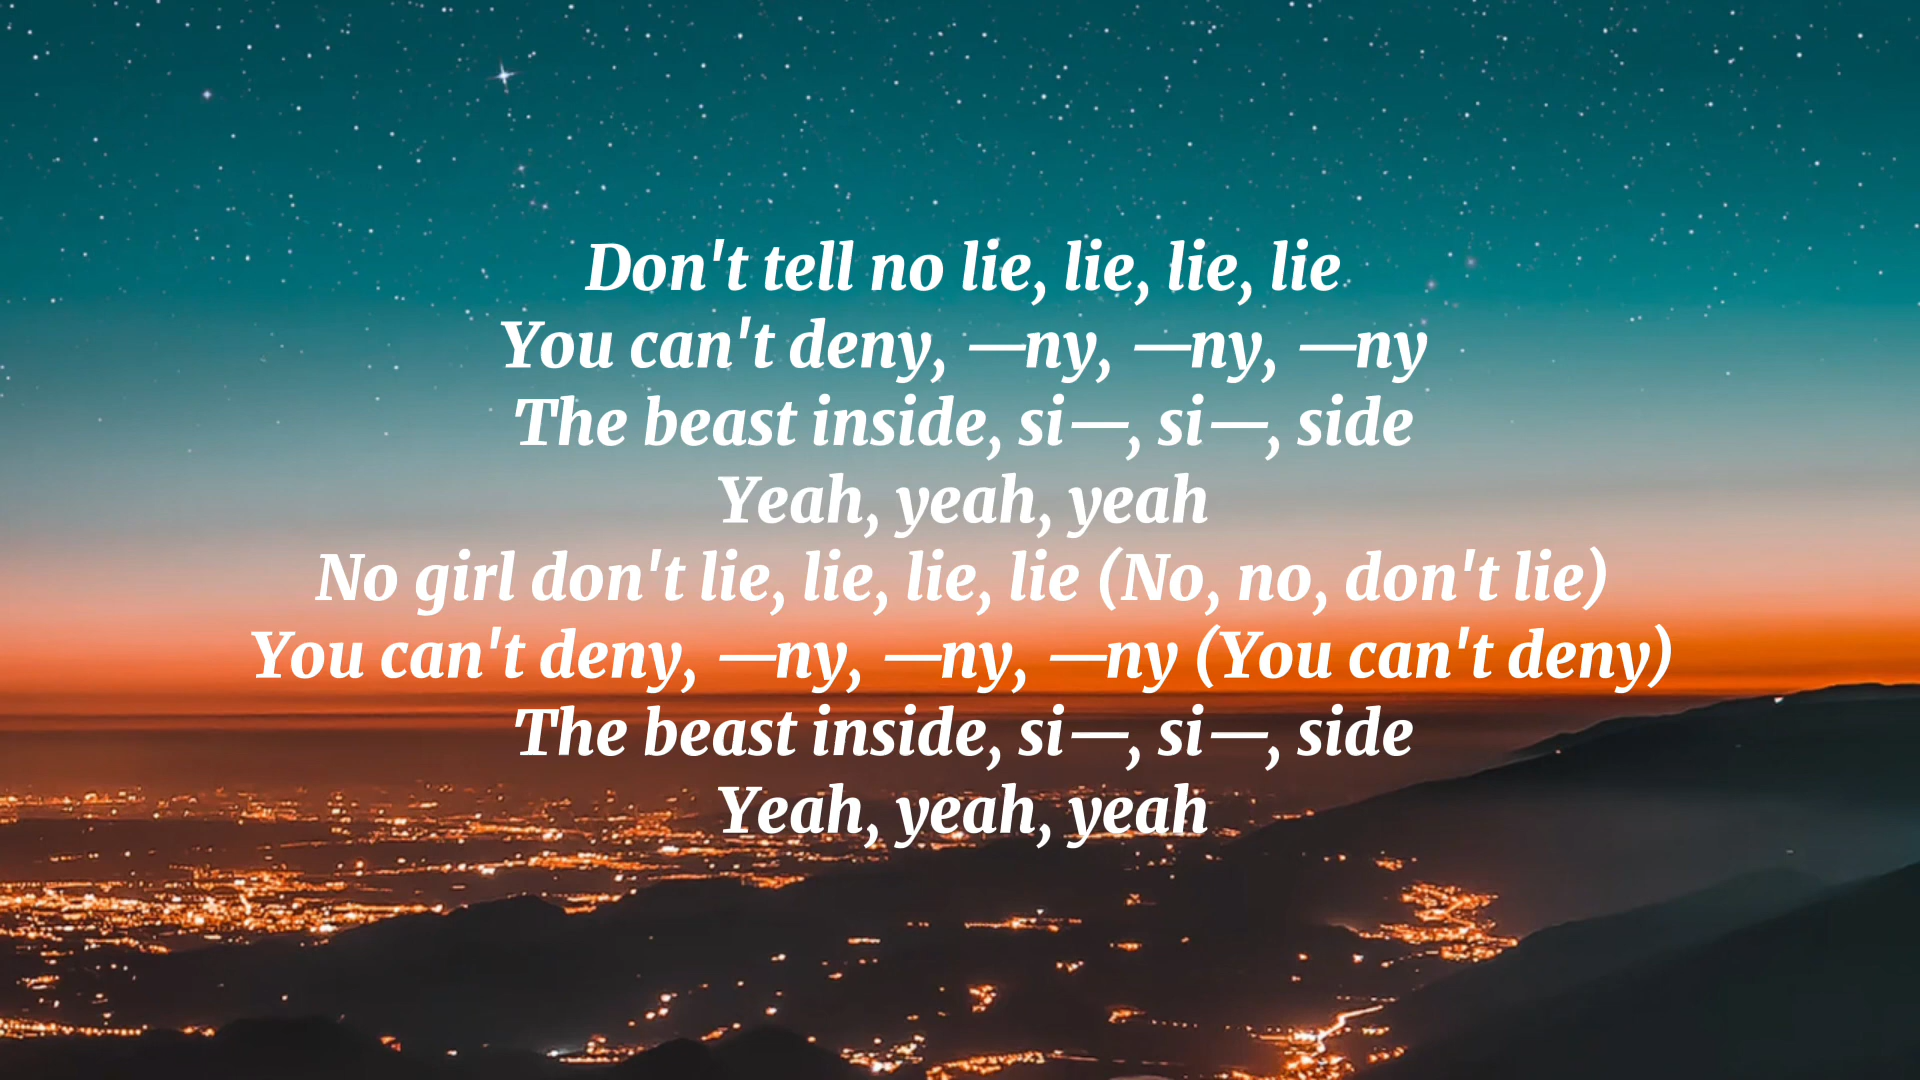 Don't tell no lie, lie, lie, lie
You can't deny, —ny, —ny, —ny
The beast inside, si—, si—, side
Yeah, yeah, yeah
No girl don't lie, lie, lie, lie (No, no, don't lie)
You can't deny, —ny, —ny, —ny (You can't deny)
The beast inside, si—, si—, side
Yeah, yeah, yeah